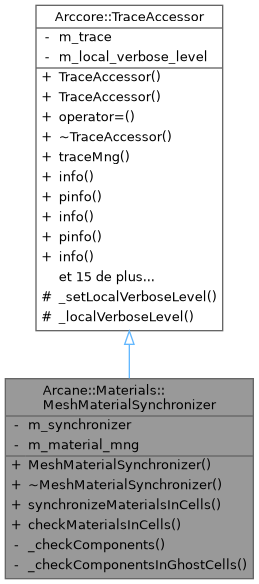 Arccore::TraceAccessor
- m_trace
- m_local_verbose_level
+ TraceAccessor()
+ TraceAccessor()
+ operator=()
+ ~TraceAccessor()
+ traceMng()
+ info()
+ pinfo()
+ info()
+ pinfo()
+ info()
et 15 de plus...
# _setLocalVerboseLevel()
# _localVerboseLevel()
Arcane::Materials::
MeshMaterialSynchronizer
- m_synchronizer
- m_material_mng
+ MeshMaterialSynchronizer()
+ ~MeshMaterialSynchronizer()
+ synchronizeMaterialsInCells()
+ checkMaterialsInCells()
- _checkComponents()
- _checkComponentsInGhostCells()